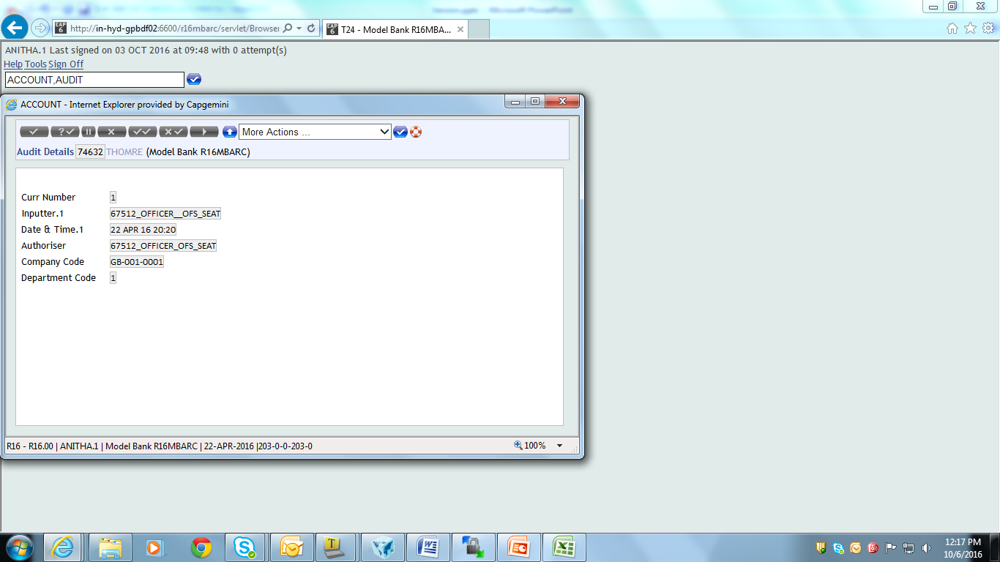 http://in-hyd-gpbdf02:6600/r16mbarc/servlet/Browser
EAP 6
T24 - Model Bank R16MBA...
ANITHA.1 Last signed on 03 OCT 2016 at 09:48 with 0 attempt(s)
Help Tools Sign Off
ACCOUNT,AUDIT
ACCOUNT - Internet Explorer provided by Capgemini
More Actions ...
Audit Details 74632 THOMRE (Model Bank R16MBARC)
Curr Number 1
Inputter.1 67512_OFFICER__OFS_SEAT
Date & Time.1 22 APR 16 20:20
Authoriser 67512_OFFICER_OFS_SEAT
Company Code GB-001-0001
Department Code 1
R16 - R16.00 | ANITHA.1 | Model Bank R16MBARC | 22-APR-2016 |203-0-0-203-0
100%
12:17 PM
10/6/2016